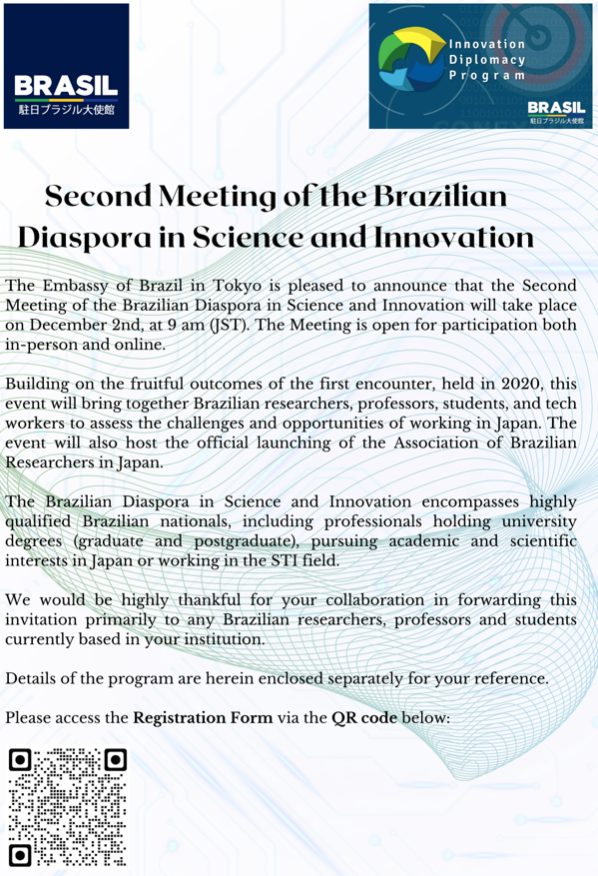 BRASIL
駐日ブラジル大使館
Innovation
Diplomacy
Program
BRASIL
駐日ブラジル大使館
Second Meeting of the Brazilian
Diaspora in Science and Innovation
The Embassy of Brazil in Tokyo is pleased to announce that the Second
Meeting of the Brazilian Diaspora in Science and Innovation will take place
on December 2nd, at 9 am (JST). The Meeting is open for participation both
in-person and online.
Building on the fruitful outcomes of the first encounter, held in 2020, this
event will bring together Brazilian researchers, professors, students, and tech
workers to assess the challenges and opportunities of working in Japan. The
event will also host the official launching of the Association of Brazilian
Researchers in Japan.
The Brazilian Diaspora in Science and Innovation encompasses highly
qualified Brazilian nationals, including professionals holding university
degrees (graduate and postgraduate), pursuing academic and scientific
interests in Japan or working in the STI field.
We would be highly thankful for your collaboration in forwarding this
invitation primarily to any Brazilian researchers, professors and students
currently based in your institution.
Details of the program are herein enclosed separately for your reference.
Please access the Registration Form via the QR code below: